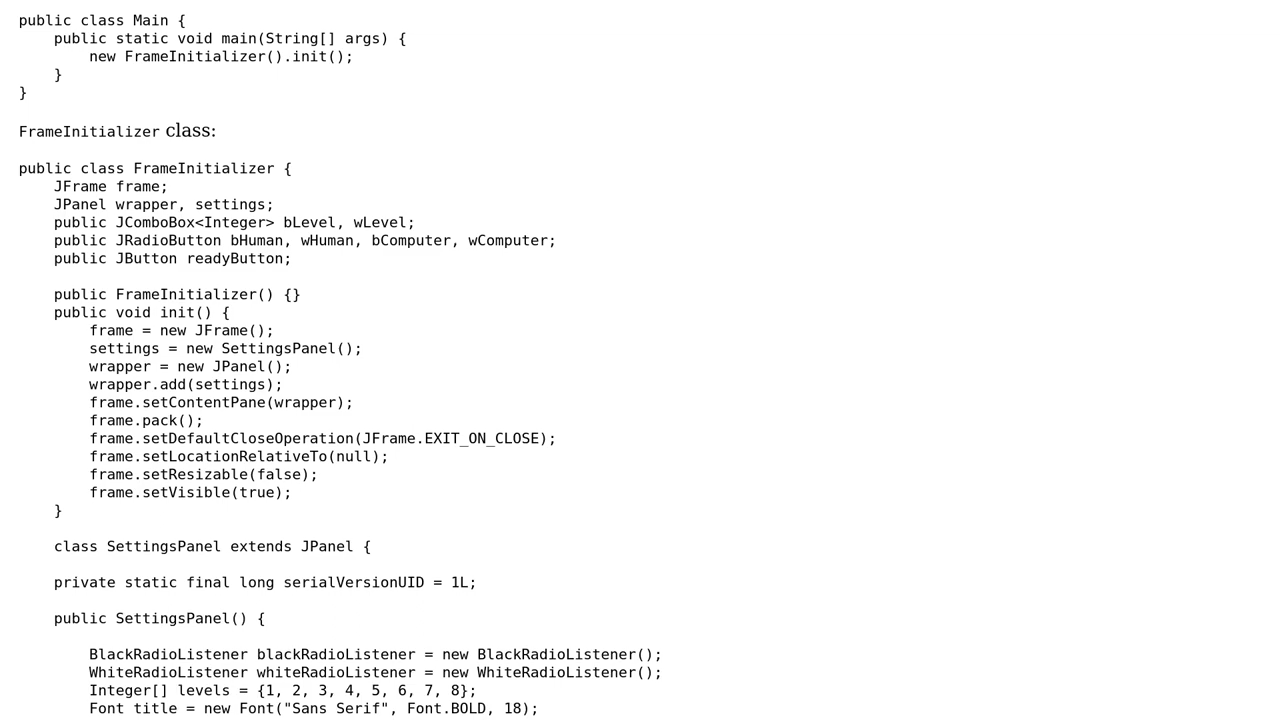 public class Main {
    public static void main(String[] args) {
        new FrameInitializer().init();
    }
}
FrameInitializer class:
public class FrameInitializer {
    JFrame frame;
    JPanel wrapper, settings;
    public JComboBox<Integer> bLevel, wLevel;
    public JRadioButton bHuman, wHuman, bComputer, wComputer;
    public JButton readyButton;
    public FrameInitializer() {}
    public void init() {
        frame = new JFrame();
        settings = new SettingsPanel();
        wrapper = new JPanel();
        wrapper.add(settings);
        frame.setContentPane(wrapper);
        frame.pack();
        frame.setDefaultCloseOperation(JFrame.EXIT_ON_CLOSE);
        frame.setLocationRelativeTo(null);
        frame.setResizable(false);
        frame.setVisible(true);
    }
    class SettingsPanel extends JPanel {
    private static final long serialVersionUID = 1L;
    public SettingsPanel() {
        BlackRadioListener blackRadioListener = new BlackRadioListener();
        WhiteRadioListener whiteRadioListener = new WhiteRadioListener();
        Integer[] levels = {1, 2, 3, 4, 5, 6, 7, 8};
        Font title = new Font("Sans Serif", Font.BOLD, 18);